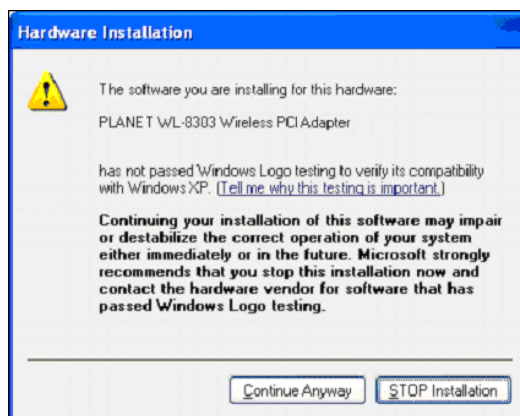 Hardware Installation
The software you are installing for this hardware:
PLANET WL-8303 Wireless PCI Adapter
has not passed Windows Logo testing to verify its compatibility
with Windows XP. (Tell me why this testing is important.)
Continuing your installation of this software may impair
or destabilize the correct operation of your system
either immediately or in the future. Microsoft strongly
recommends that you stop this installation now and
contact the hardware vendor for software that has
passed Windows Logo testing.
Continue Anyway STOP Installation